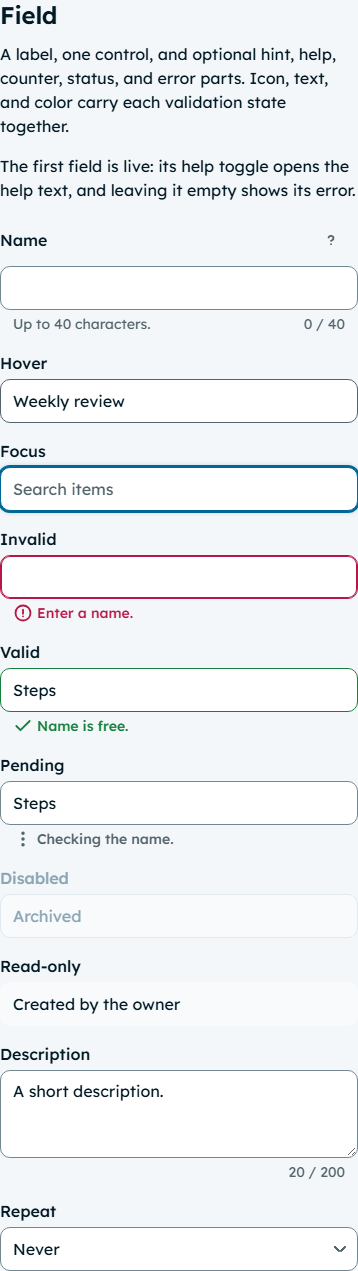 Field
A label, one control, and optional hint, help,
counter, status, and error parts. Icon, text,
and color carry each validation state
together.
The first field is live: its help toggle opens the
help text, and leaving it empty shows its error.
Name ?
Up to 40 characters. 0 / 40
Hover
Weekly review
Focus
Search items
Invalid
Enter a name.
Valid
Steps
Name is free.
Pending
Steps
Checking the name.
Disabled
Archived
Read-only
Created by the owner
Description
A short description.
20 / 200
Repeat
Never